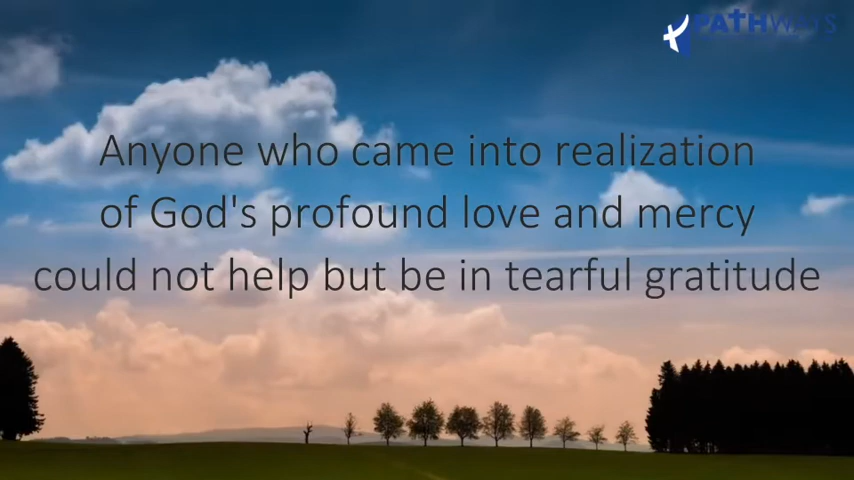 PATHWAYS
Anyone who came into realization
of God's profound love and mercy
could not help but be in tearful gratitude